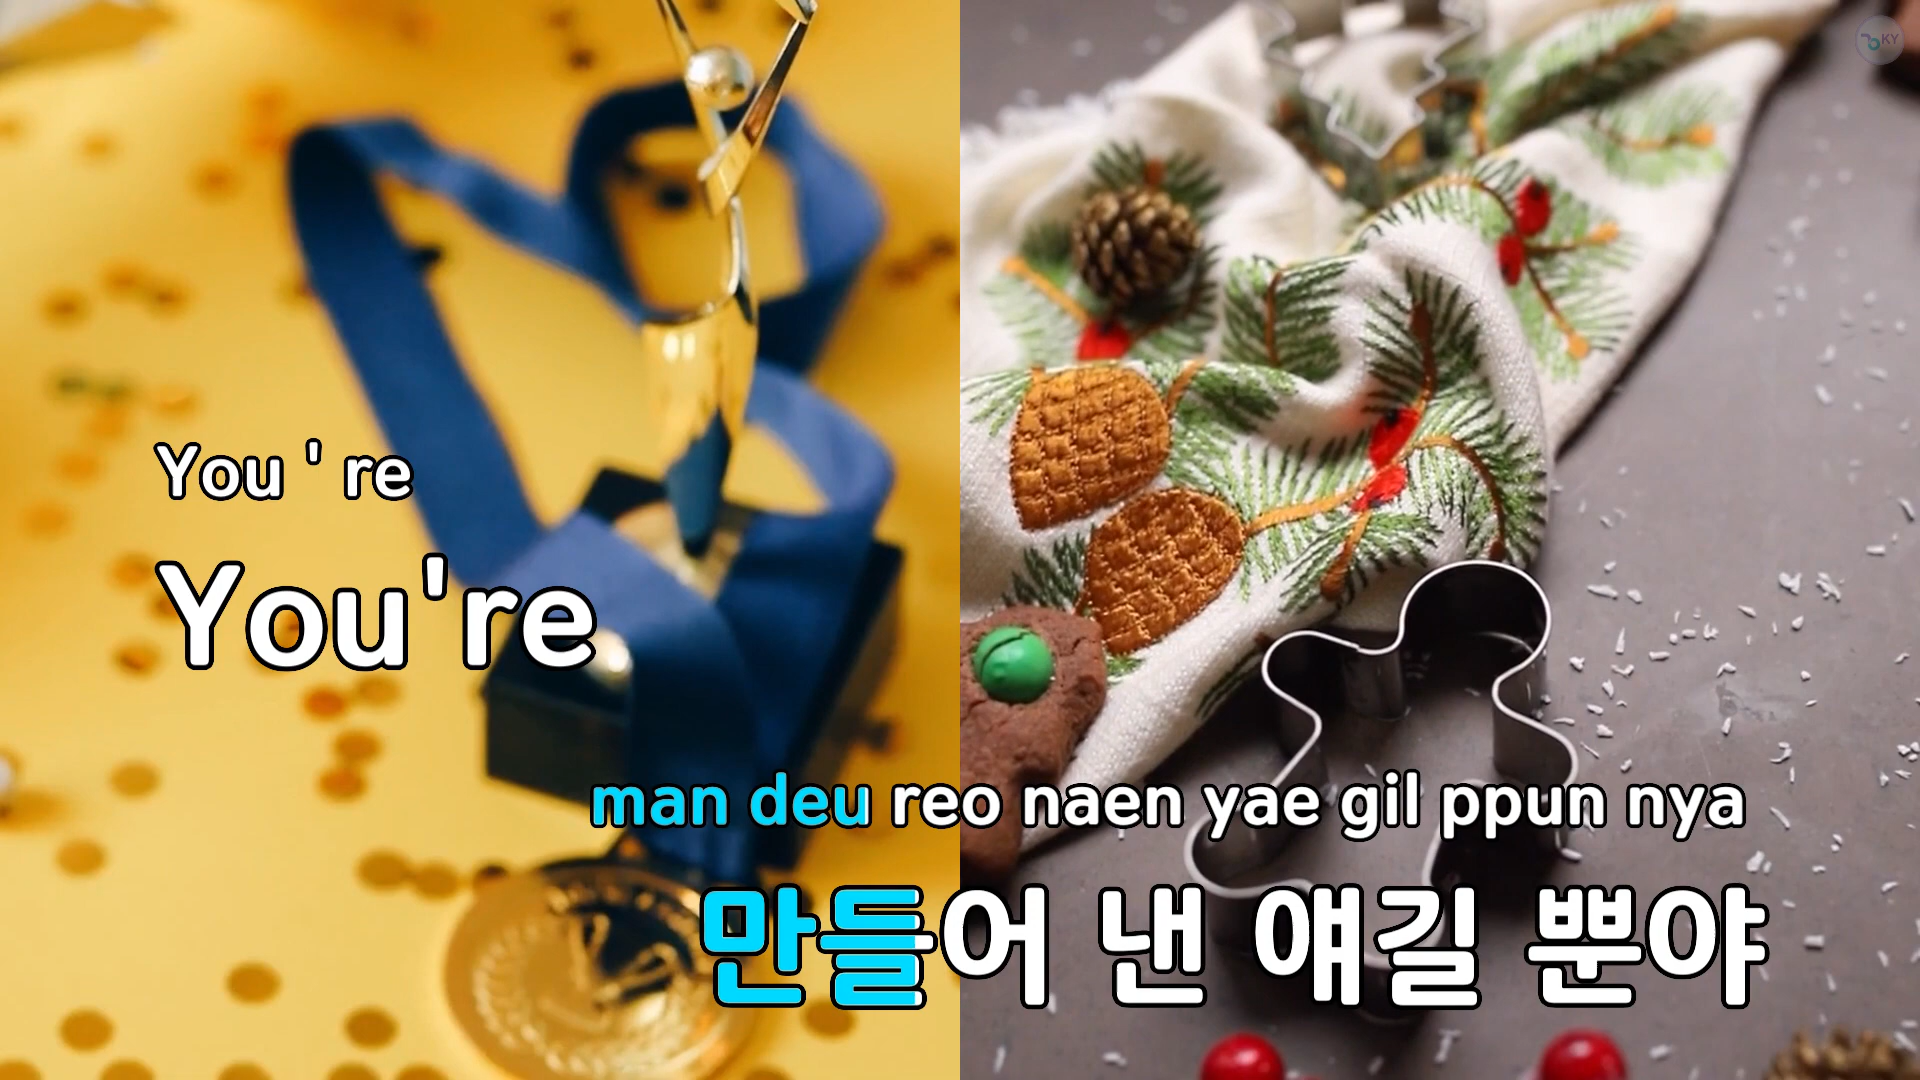 KY
You ' re
You're
man deu reo naen yae gil ppun nya
만들어 낸 얘길 뿐야